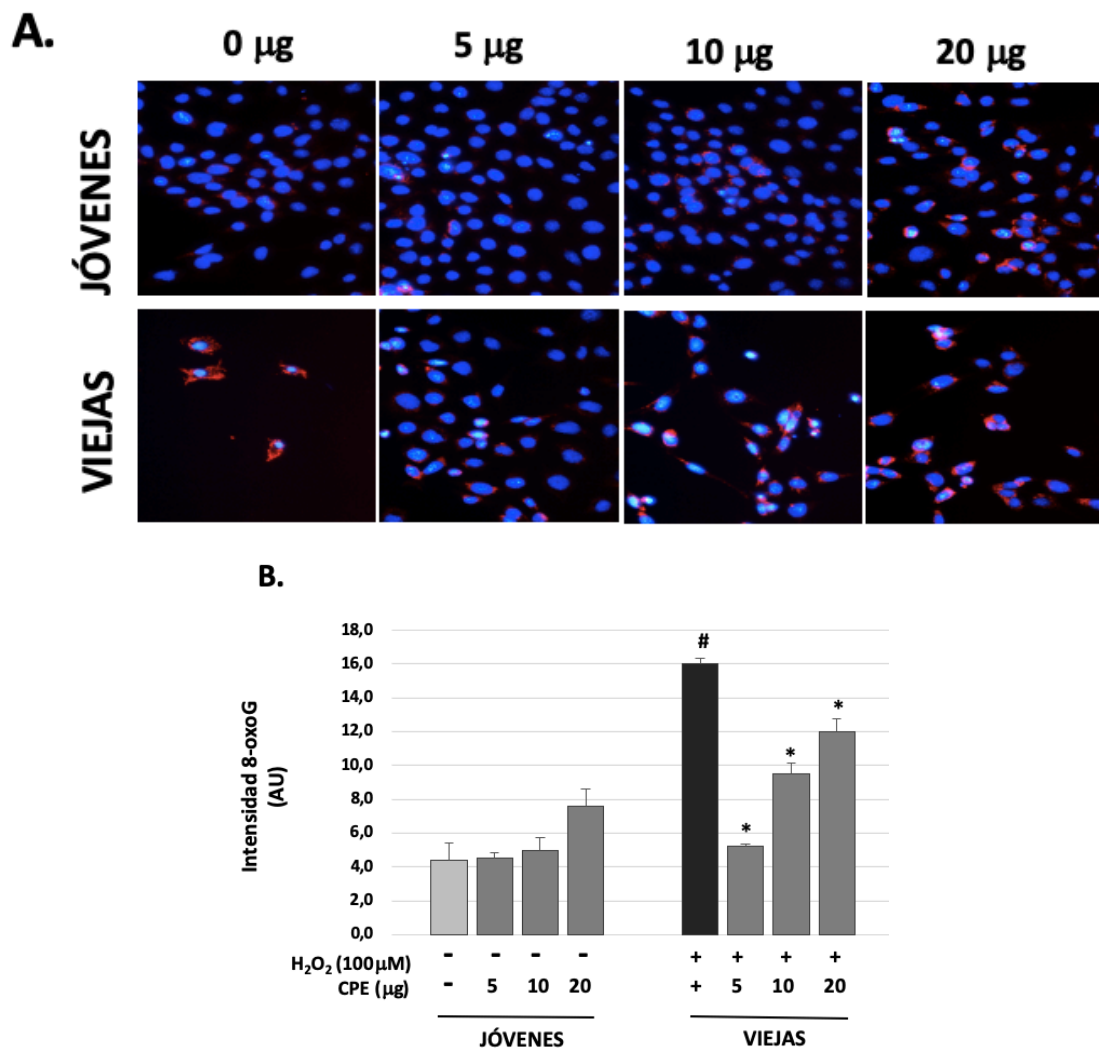 A.
0 µg 5 µg 10 µg 20 µg
JÓVENES
VIEJAS
B.
18,0
16,0
14,0
12,0
10,0
8,0
6,0
4,0
2,0
0,0
Intensidad 8-oxoG
(AU)
#
*
*
*
H₂O₂ (100 µM) - - - - + + + +
CPE (µg) - 5 10 20 + 5 10 20
JÓVENES VIEJAS